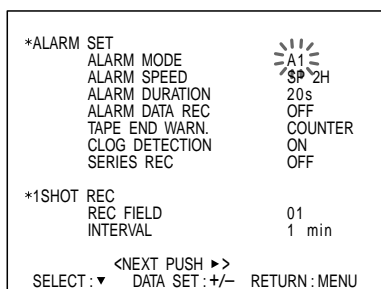 *ALARM SET
ALARM MODE A1
ALARM SPEED SP 2H
ALARM DURATION 20s
ALARM DATA REC OFF
TAPE END WARN. COUNTER
CLOG DETECTION ON
SERIES REC OFF
*1SHOT REC
REC FIELD 01
INTERVAL 1 min
<NEXT PUSH ►>
SELECT:▼ DATA SET:+/– RETURN:MENU